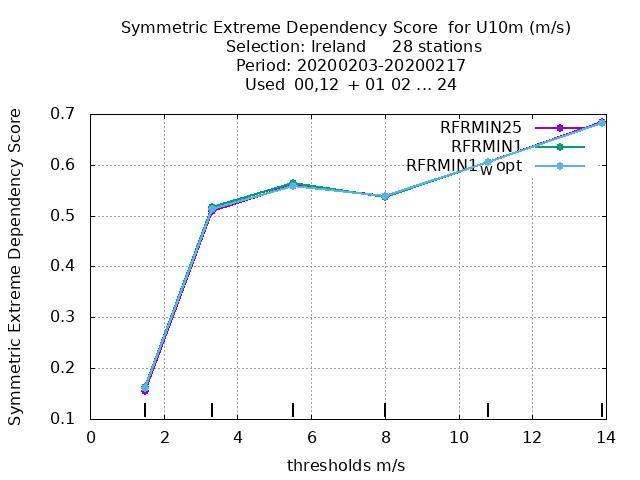 Symmetric Extreme Dependency Score for U10m (m/s)
Selection: Ireland 28 stations
Period: 20200203-20200217
Used 00,12 + 01 02 ... 24
Symmetric Extreme Dependency Score
0.7
0.6
0.5
0.4
0.3
0.2
0.1
RFRMIN25
RFRMIN1
RFRMIN1wopt
0 2 4 6 8 10 12 14
thresholds m/s